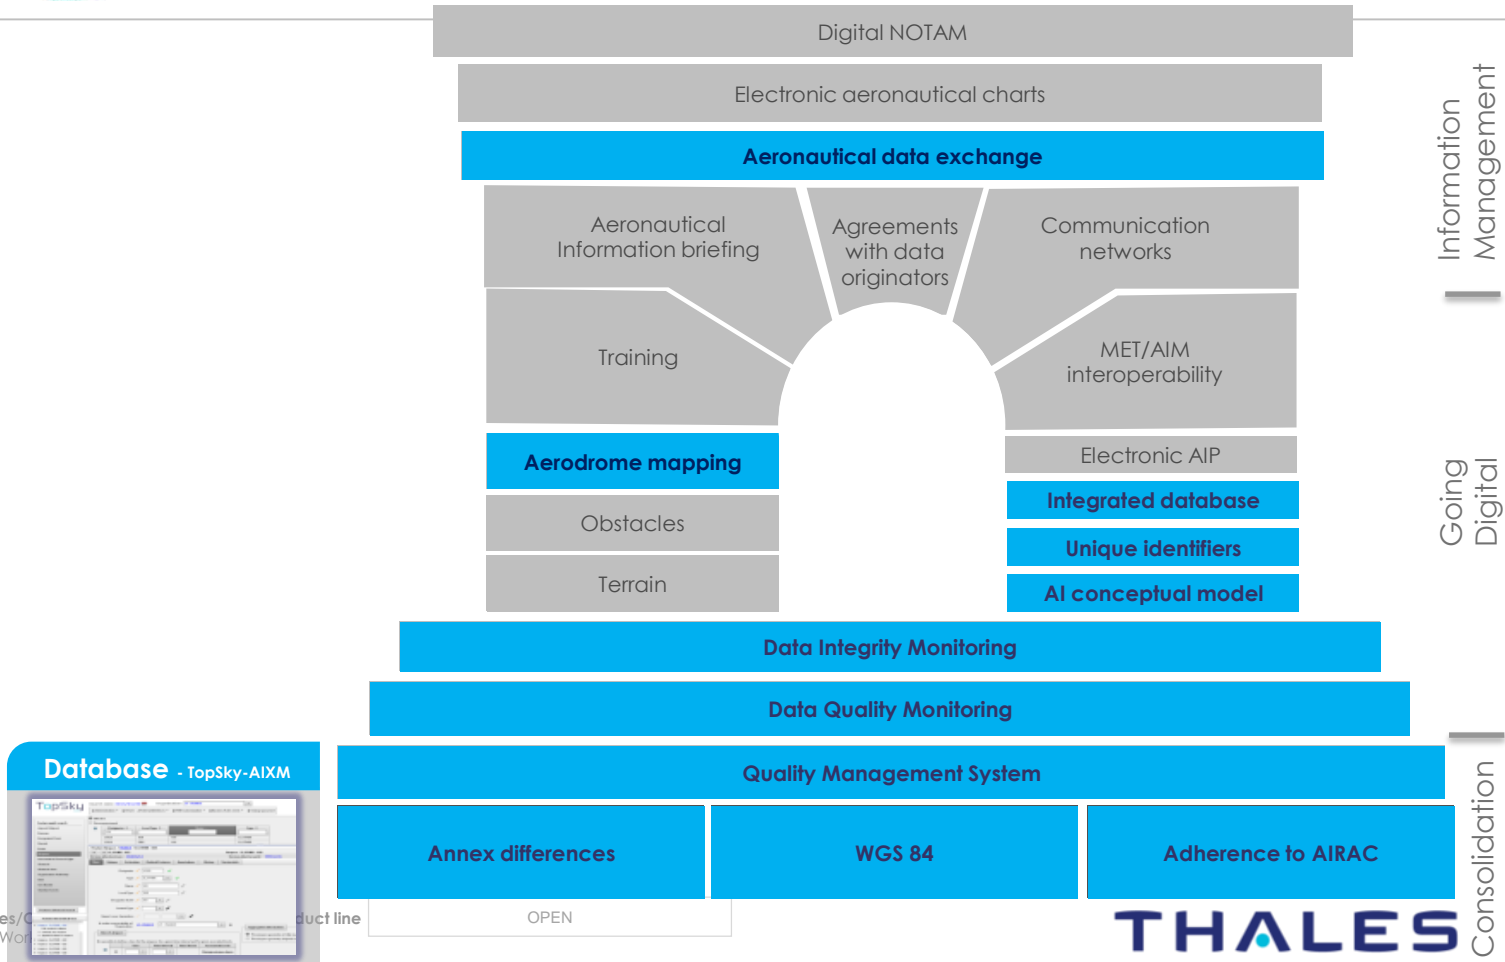 Digital NOTAM
Electronic aeronautical charts
Aeronautical data exchange
Aeronautical
Information briefing
Agreements
with data
originators
Communication
networks
Training
MET/AIM
interoperability
Aerodrome mapping
Obstacles
Terrain
Electronic AIP
Integrated database
Unique identifiers
AI conceptual model
Data Integrity Monitoring
Data Quality Monitoring
Quality Management System
Annex differences
WGS 84
Adherence to AIRAC
Information
Management
Going
Digital
Consolidation
Database - TopSky-AIXM
TopSky
duct line
OPEN
THALES